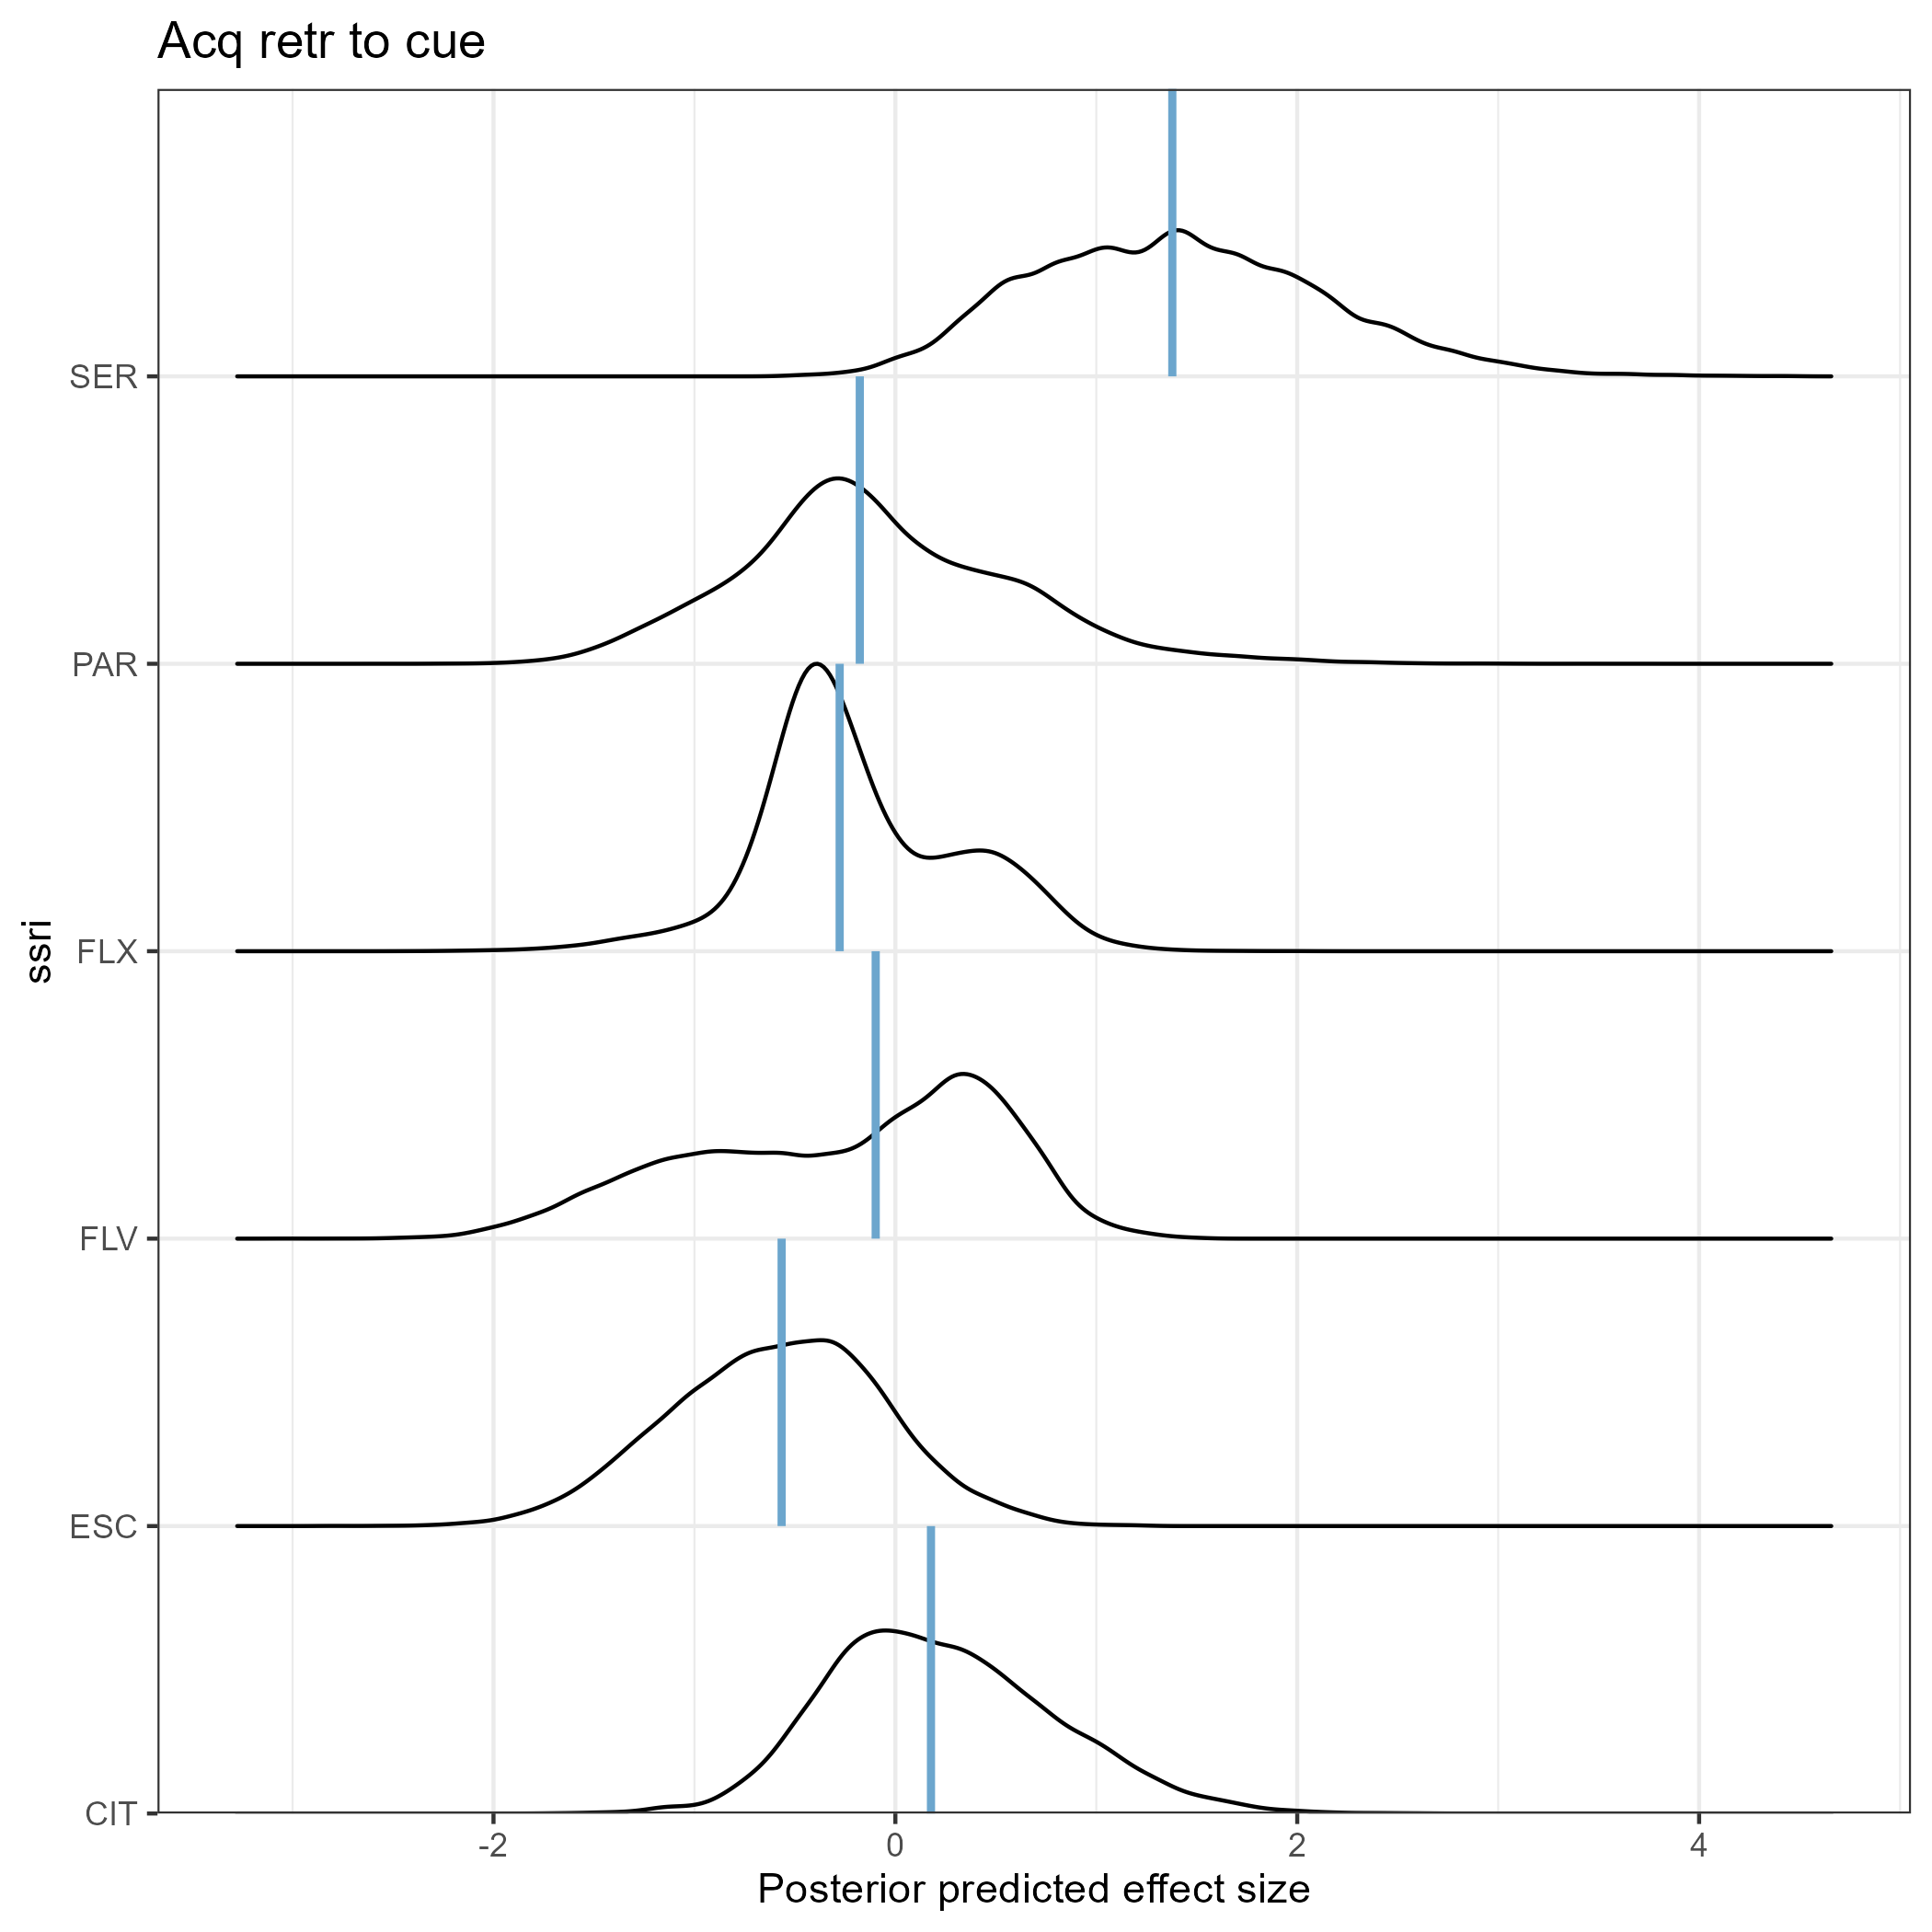 Acq retr to cue
SER
PAR
FLX
FLV
ESC
CIT
ssri
-2 0 2 4
Posterior predicted effect size